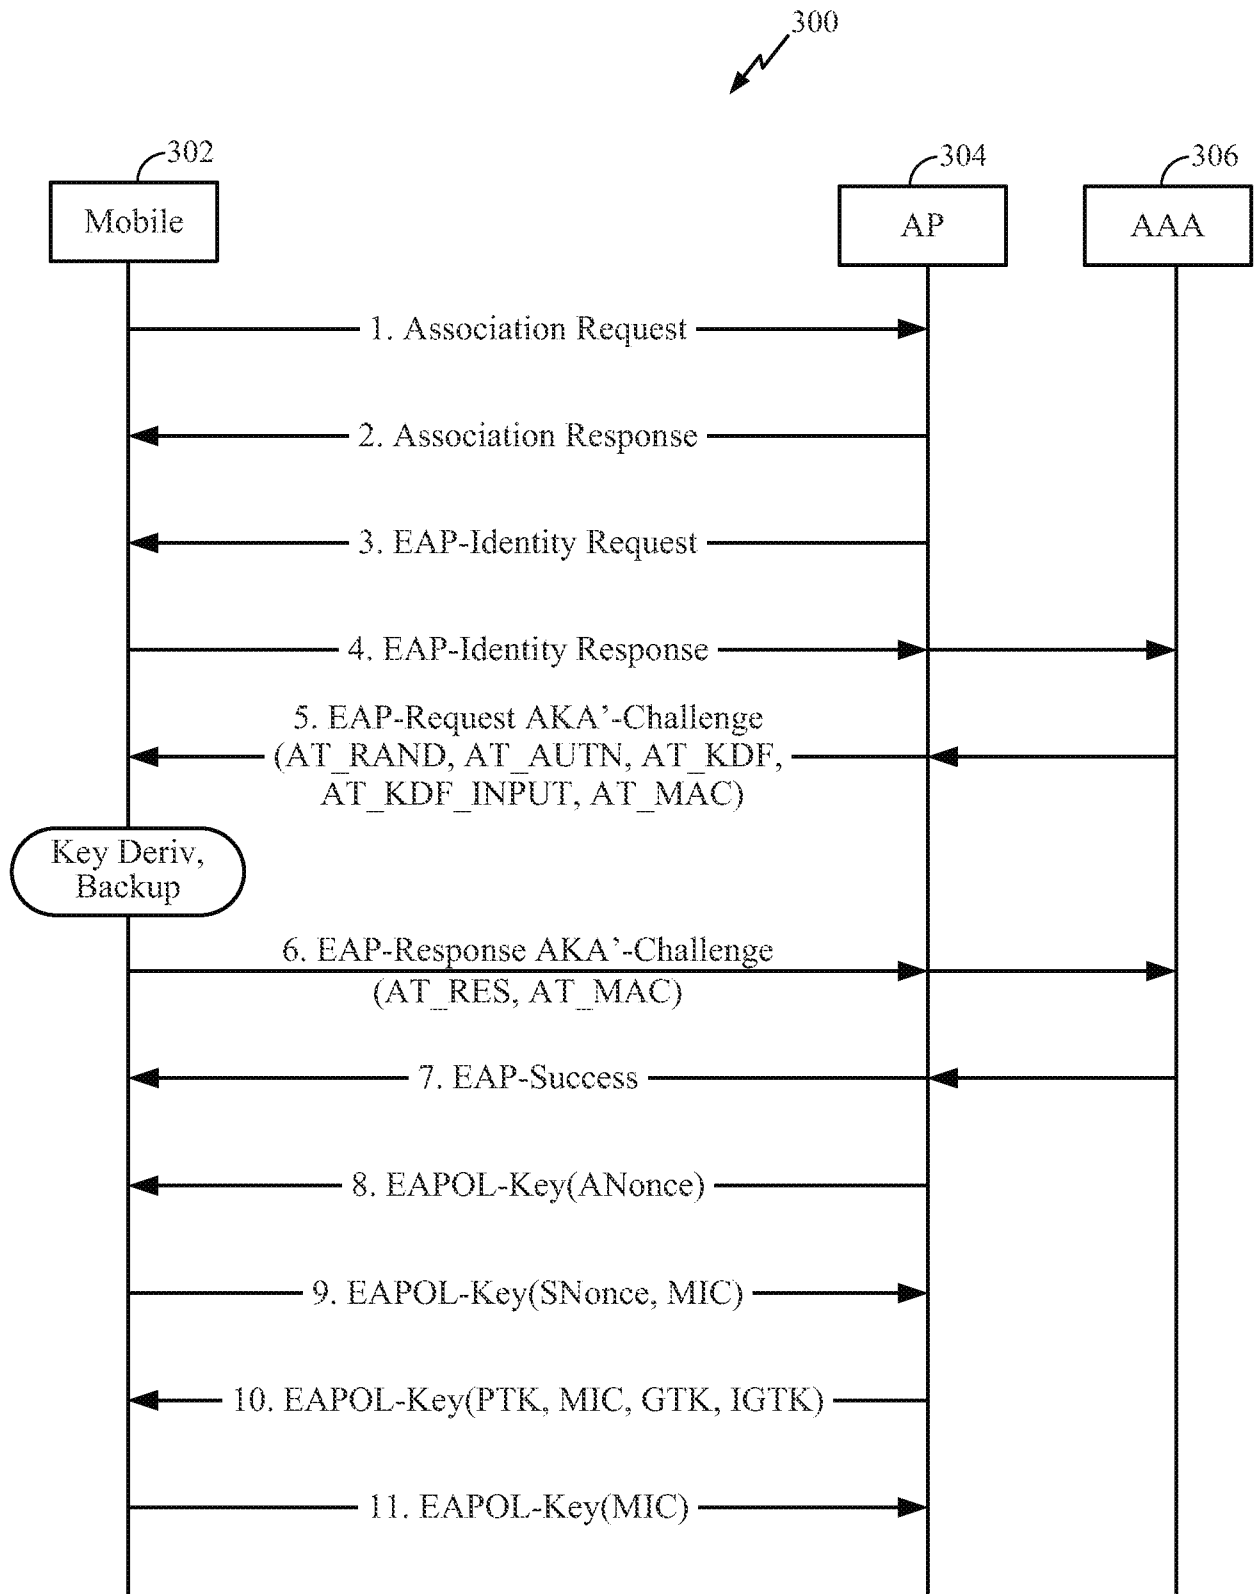 300
302
304
306
Mobile
AP
AAA
1. Association Request
2. Association Response
3. EAP-Identity Request
4. EAP-Identity Response
5. EAP-Request AKA’-Challenge
(AT_RAND, AT_AUTN, AT_KDF,
AT_KDF_INPUT, AT_MAC)
Key Deriv,
Backup
6. EAP-Response AKA’-Challenge
(AT_RES, AT_MAC)
7. EAP-Success
8. EAPOL-Key(ANonce)
9. EAPOL-Key(SNonce, MIC)
10. EAPOL-Key(PTK, MIC, GTK, IGTK)
11. EAPOL-Key(MIC)